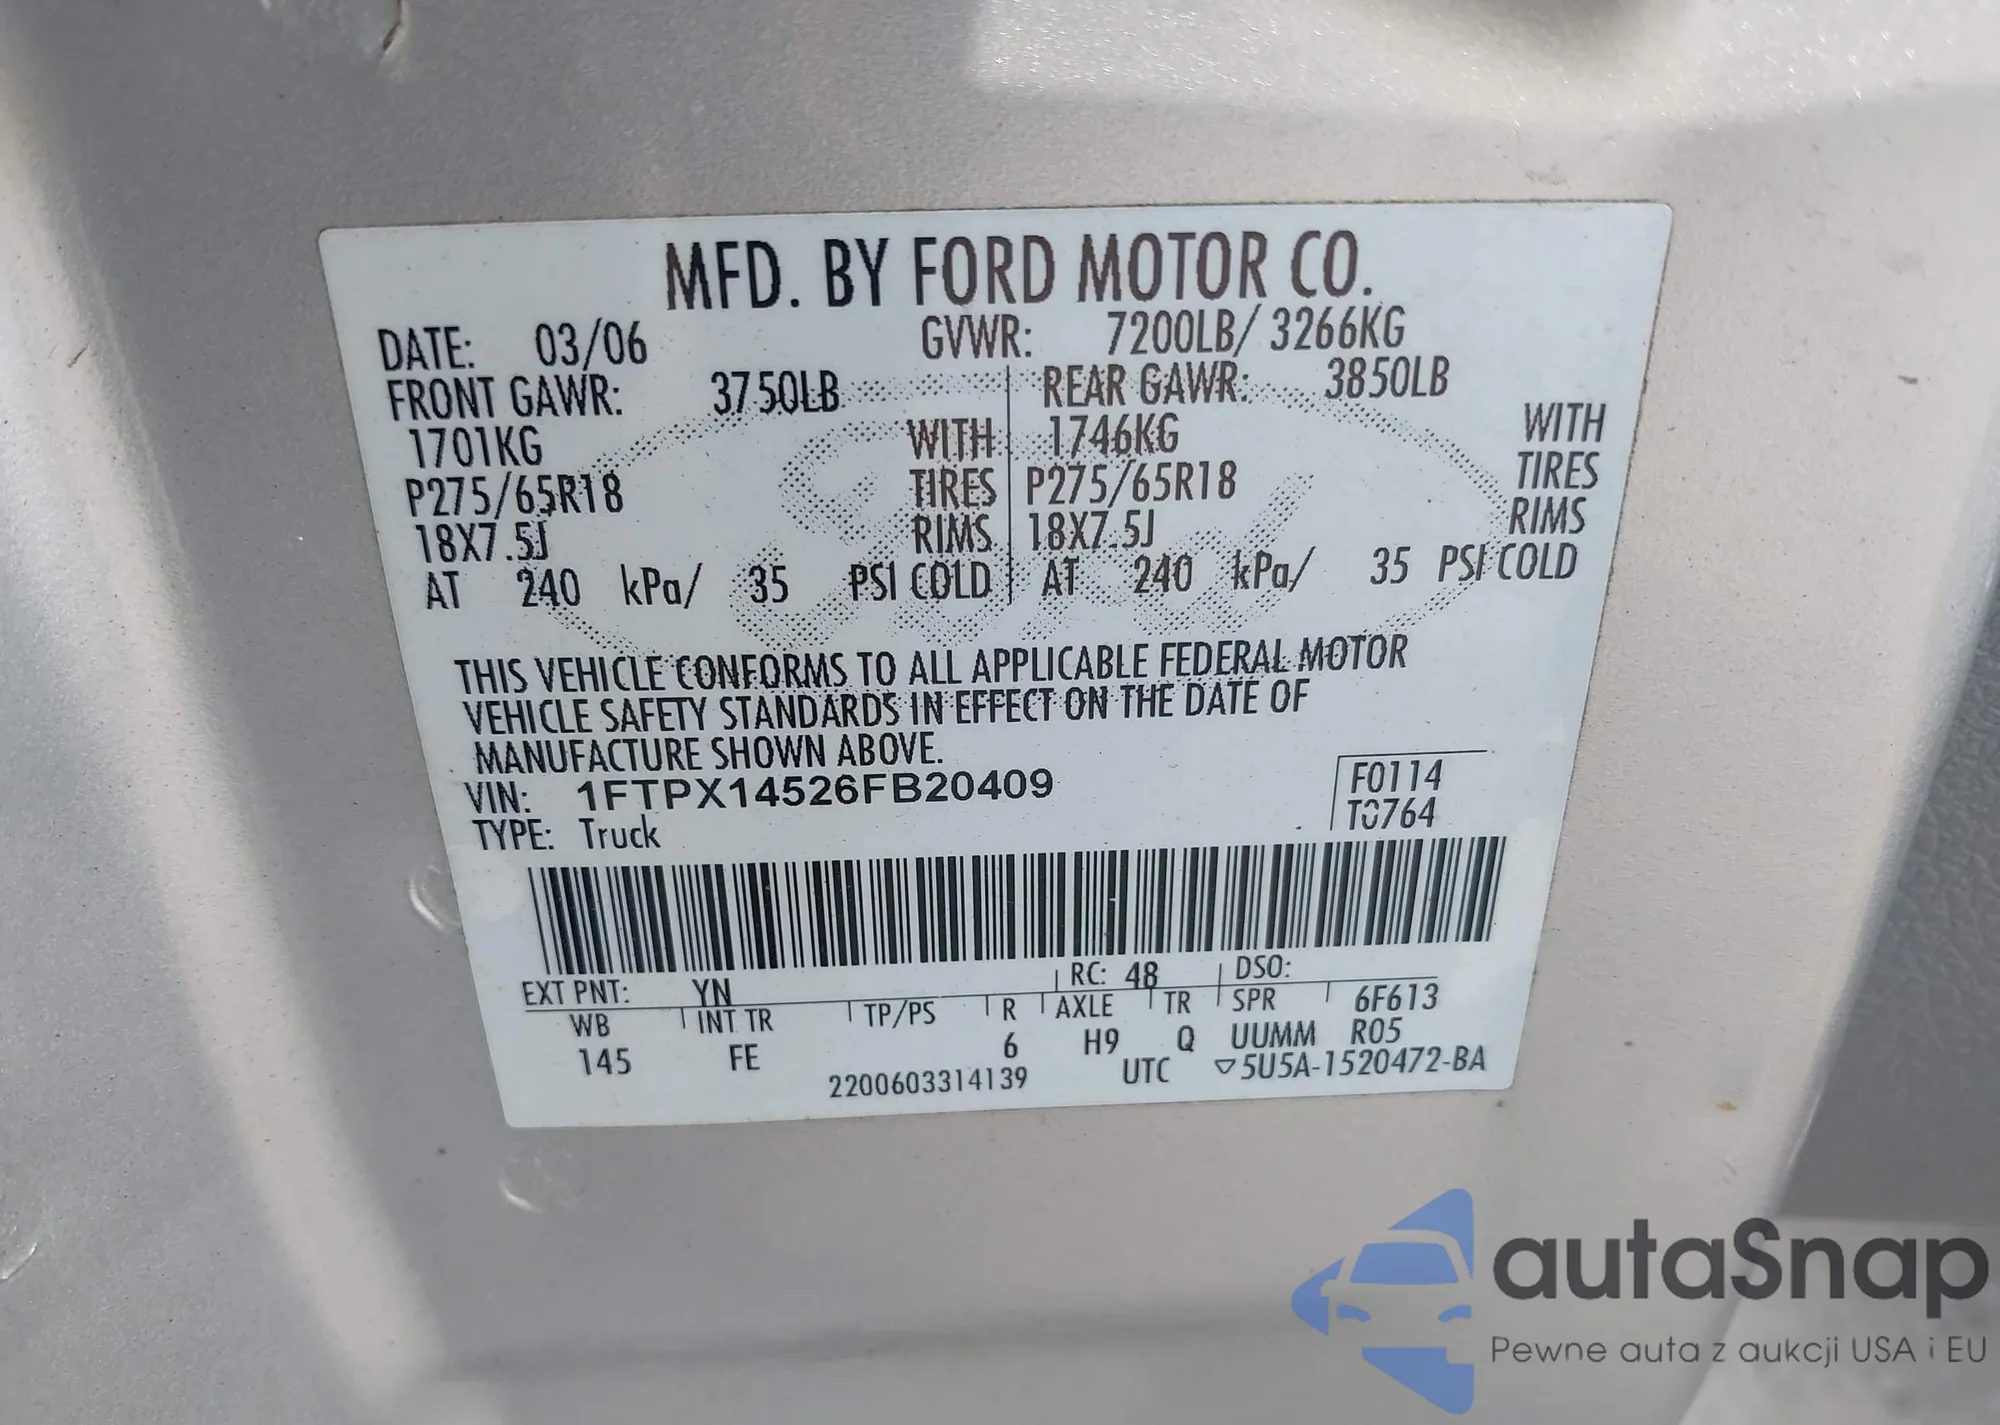 MFD. BY FORD MOTOR CO.
DATE: 03/06 GVWR: 7200LB/ 3266KG
FRONT GAWR: 3750LB REAR GAWR: 3850LB
1701KG WITH 1746KG WITH
P275/65R18 TIRES P275/65R18 TIRES
18X7.5J RIMS 18X7.5J RIMS
AT 240 kPa/ 35 PSI COLD AT 240 kPa/ 35 PSI COLD
THIS VEHICLE CONFORMS TO ALL APPLICABLE FEDERAL MOTOR
VEHICLE SAFETY STANDARDS IN EFFECT ON THE DATE OF
MANUFACTURE SHOWN ABOVE.
VIN: 1FTPX14526FB20409 F0114
TYPE: Truck T0764
EXT PNT: YN RC: 48 DSO:
WB INT TR TP/PS R AXLE TR SPR 6F613
145 FE 6 H9 Q UUMM R05
2200603314139 UTC ▽5U5A-1520472-BA
autaSnap
Pewne auta z aukcji USA i EU